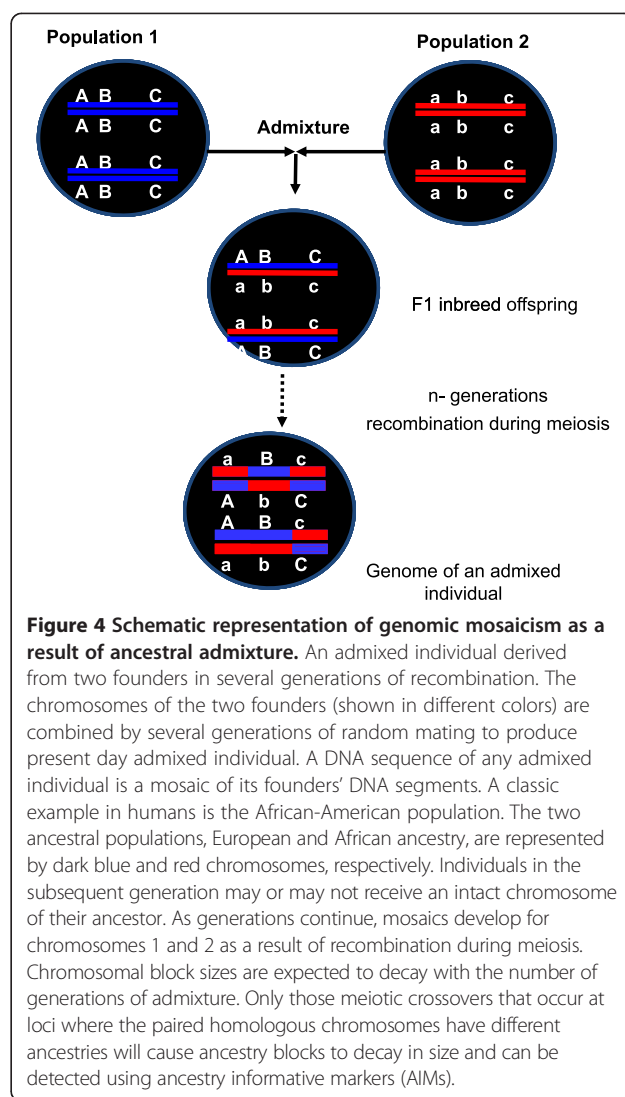 Population 1
Population 2
A B C
A B C
A B C
A B C
a b c
a b c
a b c
a b c
Admixture
A B C
a b c
a b c
A B C
F1 inbreed offspring
n- generations
recombination during meiosis
a B c
A b C
A B c
a b C
Genome of an admixed
individual
Figure 4 Schematic representation of genomic mosaicism as a
result of ancestral admixture. An admixed individual derived
from two founders in several generations of recombination. The
chromosomes of the two founders (shown in different colors) are
combined by several generations of random mating to produce
present day admixed individual. A DNA sequence of any admixed
individual is a mosaic of its founders' DNA segments. A classic
example in humans is the African-American population. The two
ancestral populations, European and African ancestry, are represented
by dark blue and red chromosomes, respectively. Individuals in the
subsequent generation may or may not receive an intact chromosome
of their ancestor. As generations continue, mosaics develop for
chromosomes 1 and 2 as a result of recombination during meiosis.
Chromosomal block sizes are expected to decay with the number of
generations of admixture. Only those meiotic crossovers that occur at
loci where the paired homologous chromosomes have different
ancestries will cause ancestry blocks to decay in size and can be
detected using ancestry informative markers (AIMs).